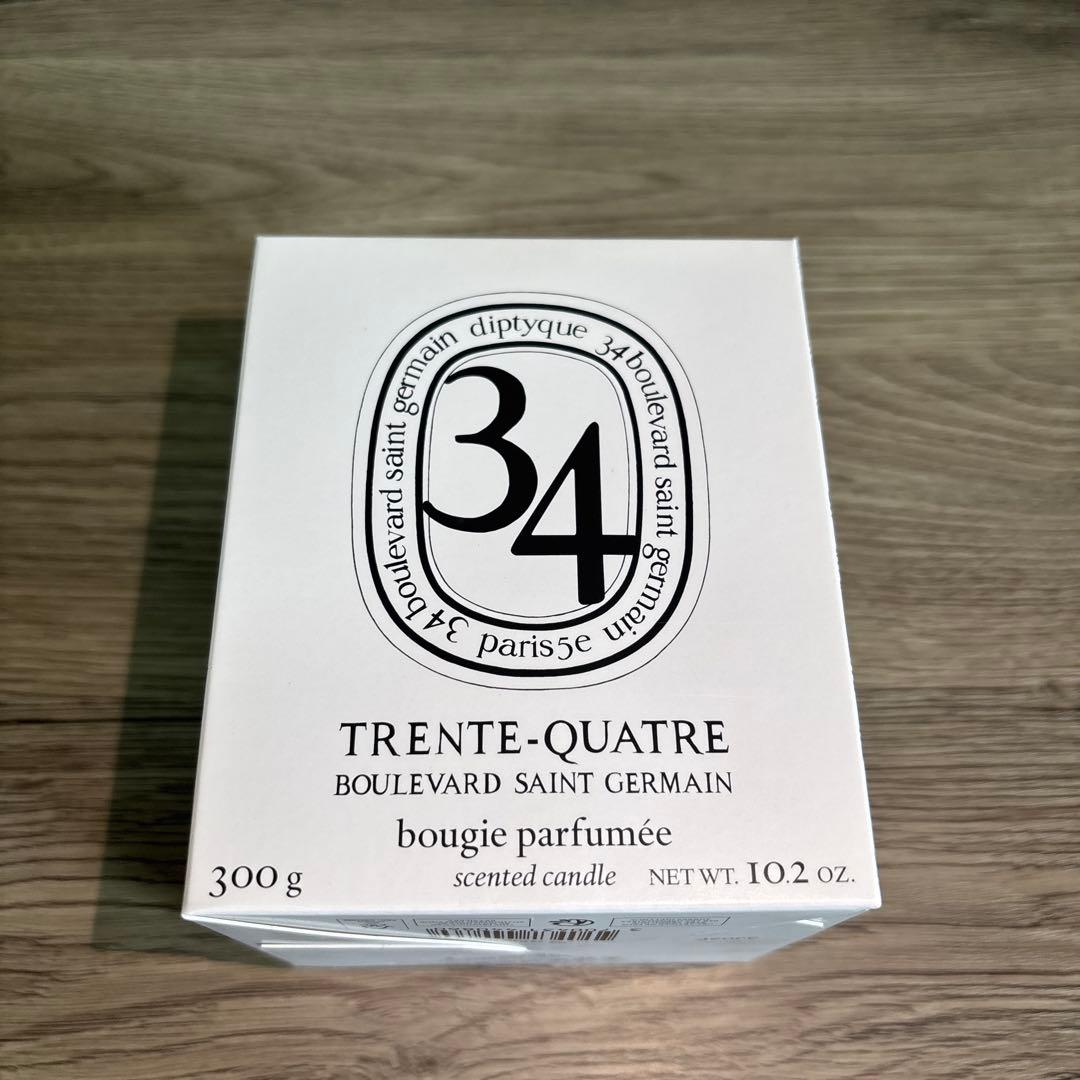 diptyque
34 boulevard saint germain
34 boulevard saint germain
paris 5e
34
TRENTE-QUATRE
BOULEVARD SAINT GERMAIN
bougie parfumée
300 g
scented candle
NET WT. 10.2 OZ.